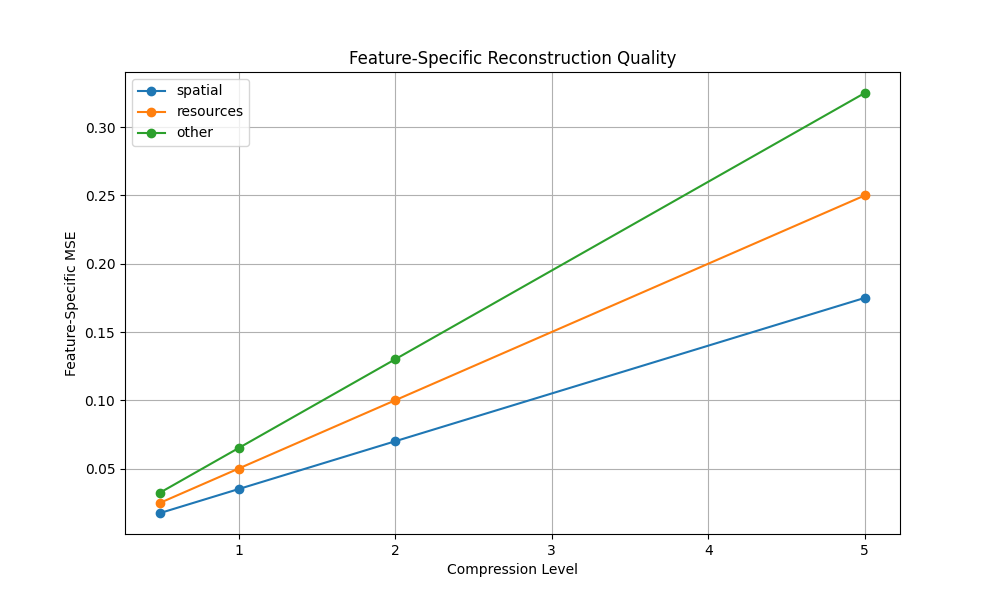 Feature-Specific Reconstruction Quality
spatial
resources
other
Feature-Specific MSE
0.30
0.25
0.20
0.15
0.10
0.05
1 2 3 4 5
Compression Level